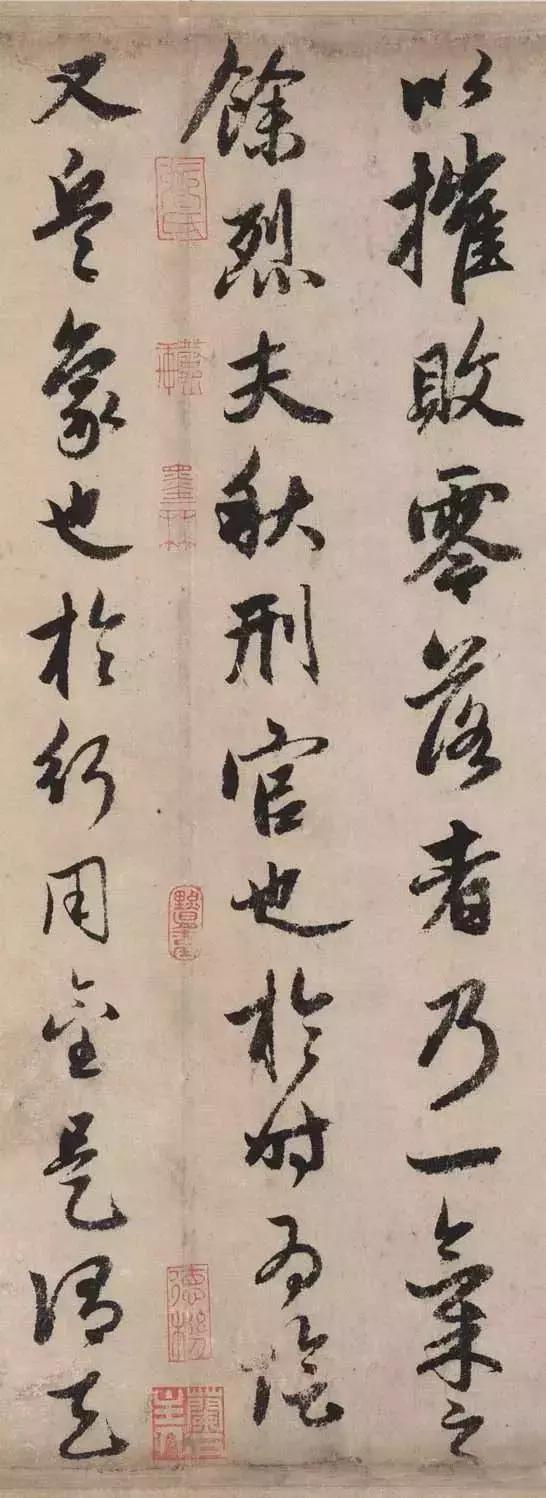 以摧敗零落者乃一氣之
餘烈夫秋刑官也於時為陰
又兵象也於行用金是謂天